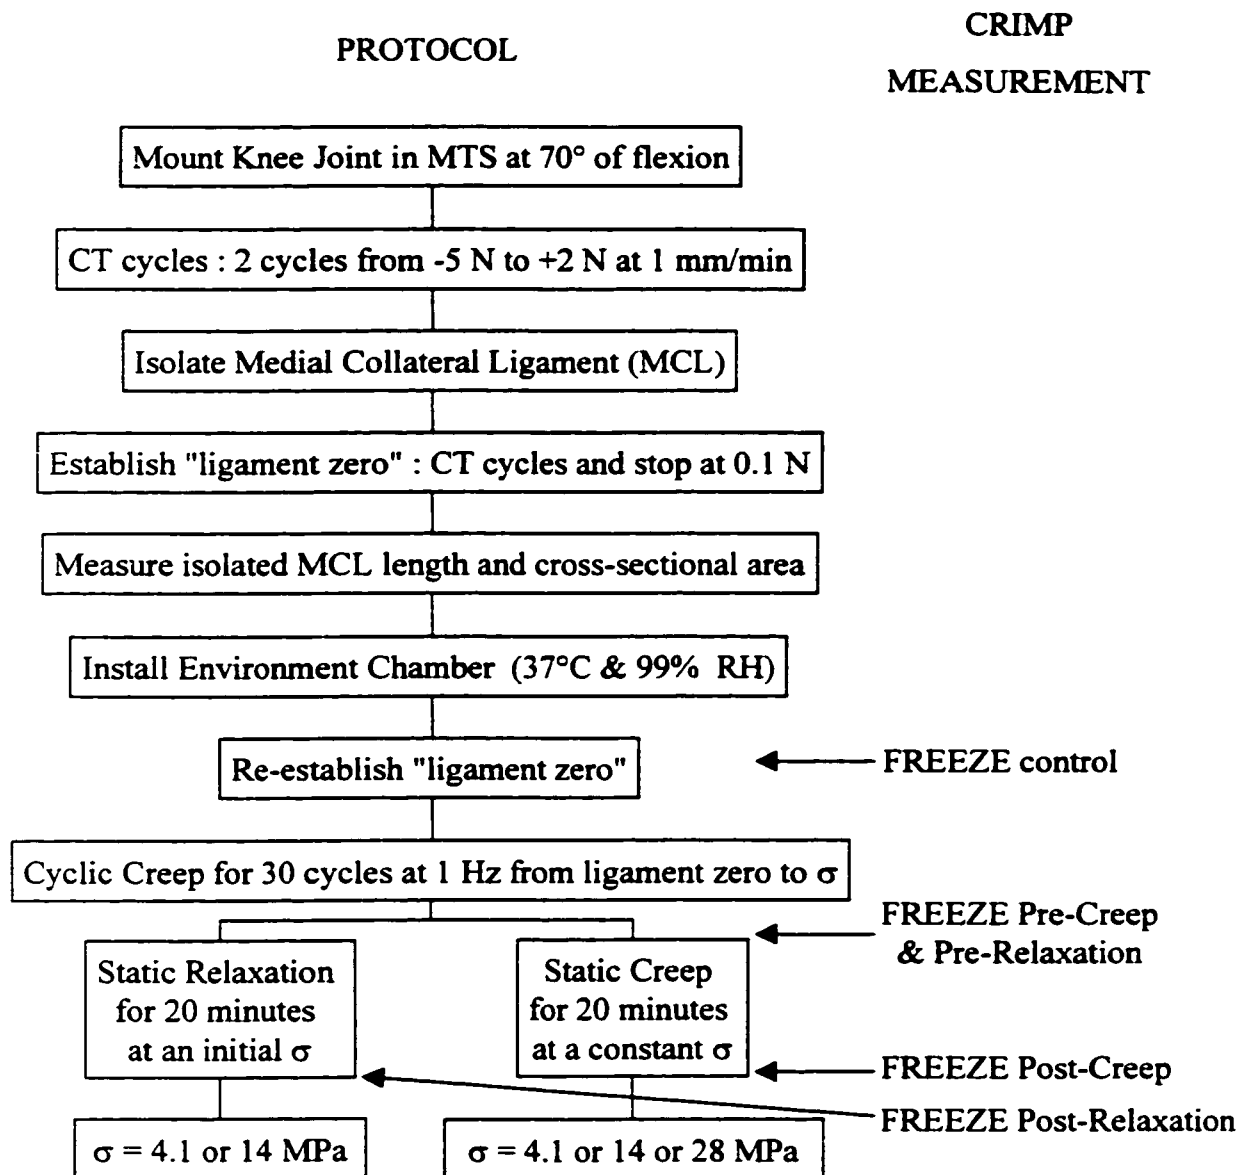 PROTOCOL
CRIMP
MEASUREMENT
Mount Knee Joint in MTS at 70° of flexion
CT cycles : 2 cycles from -5 N to +2 N at 1 mm/min
Isolate Medial Collateral Ligament (MCL)
Establish "ligament zero" : CT cycles and stop at 0.1 N
Measure isolated MCL length and cross-sectional area
Install Environment Chamber (37°C & 99% RH)
Re-establish "ligament zero"
FREEZE control
Cyclic Creep for 30 cycles at 1 Hz from ligament zero to σ
FREEZE Pre-Creep
& Pre-Relaxation
Static Relaxation
for 20 minutes
at an initial σ
Static Creep
for 20 minutes
at a constant σ
FREEZE Post-Creep
FREEZE Post-Relaxation
σ = 4.1 or 14 MPa
σ = 4.1 or 14 or 28 MPa